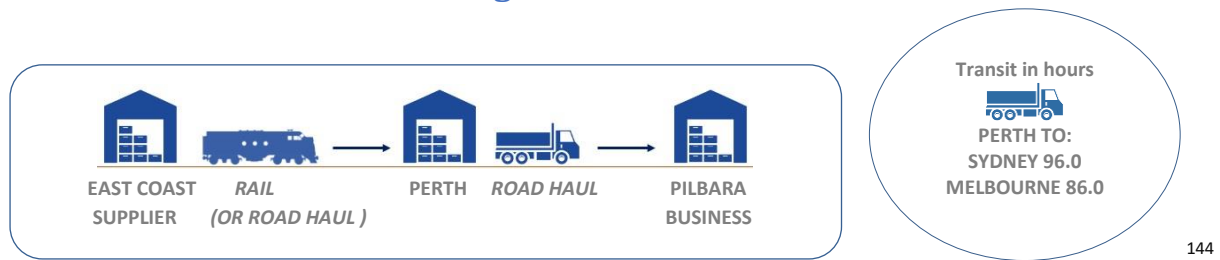 EAST COAST
SUPPLIER
RAIL
(OR ROAD HAUL )
PERTH
ROAD HAUL
PILBARA
BUSINESS
Transit in hours
PERTH TO:
SYDNEY 96.0
MELBOURNE 86.0
144